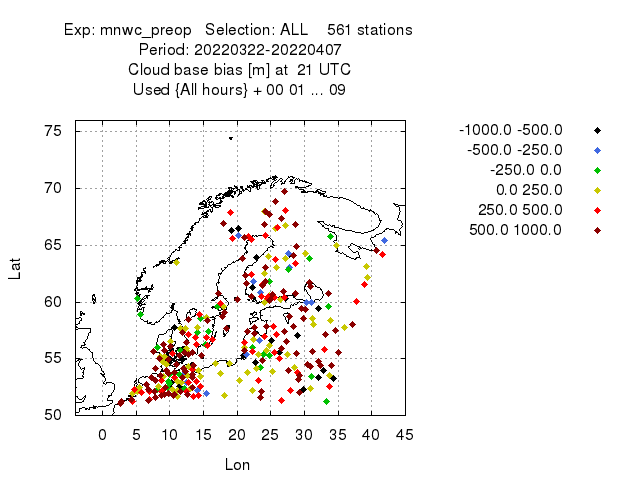 Exp: mnwc_preop Selection: ALL 561 stations
Period: 20220322-20220407
Cloud base bias [m] at 21 UTC
Used {All hours} + 00 01 ... 09
-1000.0 -500.0
-500.0 -250.0
-250.0 0.0
0.0 250.0
250.0 500.0
500.0 1000.0
75
70
65
60
55
50
Lat
0 5 10 15 20 25 30 35 40 45
Lon